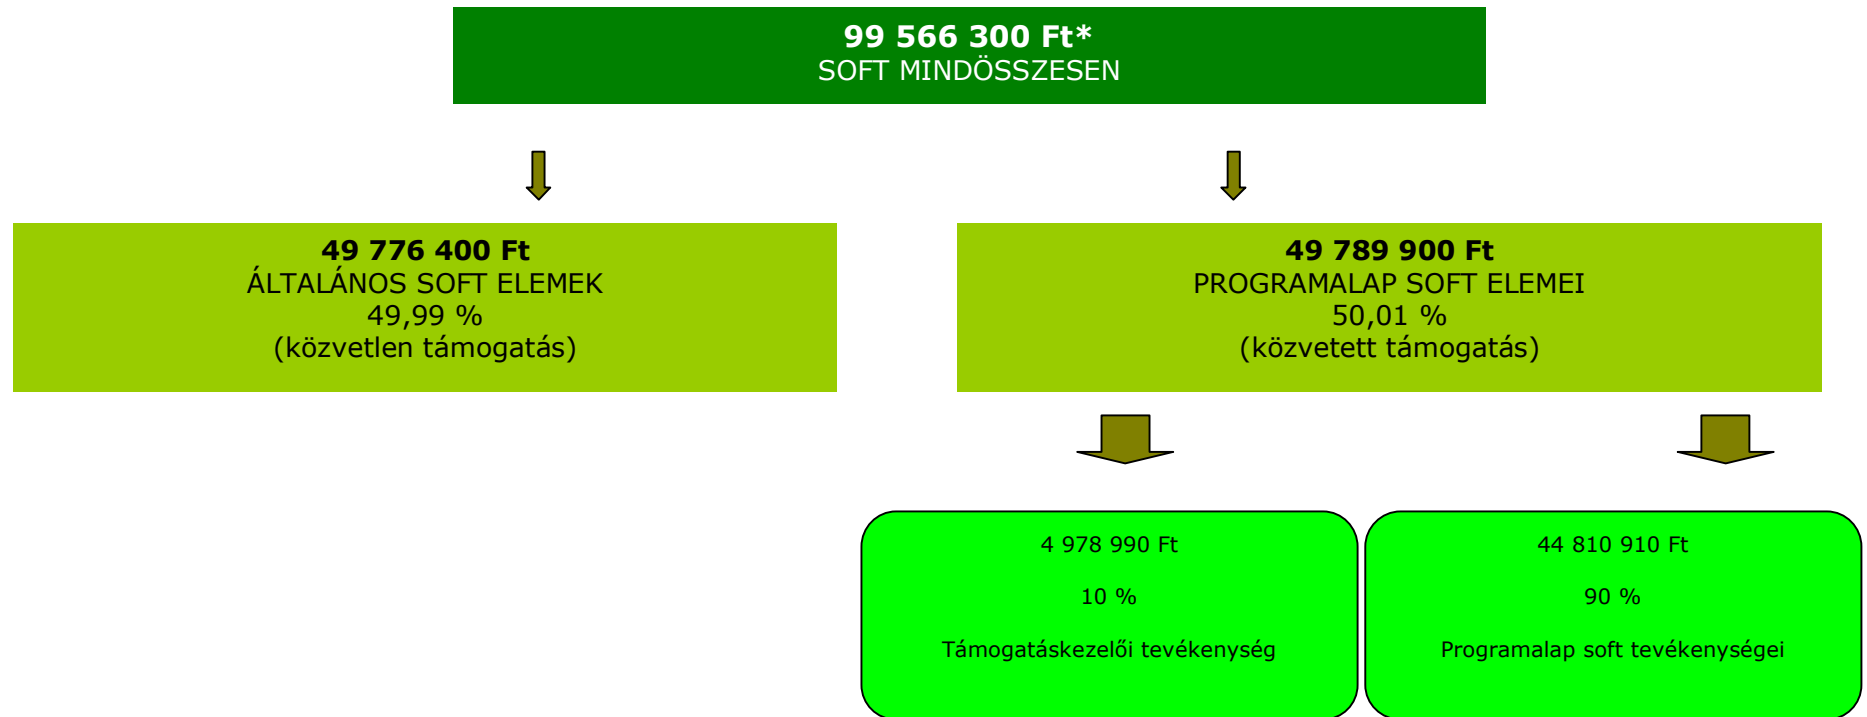 99 566 300 Ft*
SOFT MINDÖSSZESEN
49 776 400 Ft
ÁLTALÁNOS SOFT ELEMEK
49,99 %
(közvetlen támogatás)
49 789 900 Ft
PROGRAMALAP SOFT ELEMEI
50,01 %
(közvetett támogatás)
4 978 990 Ft
10 %
Támogatáskezelői tevékenység
44 810 910 Ft
90 %
Programalap soft tevékenységei